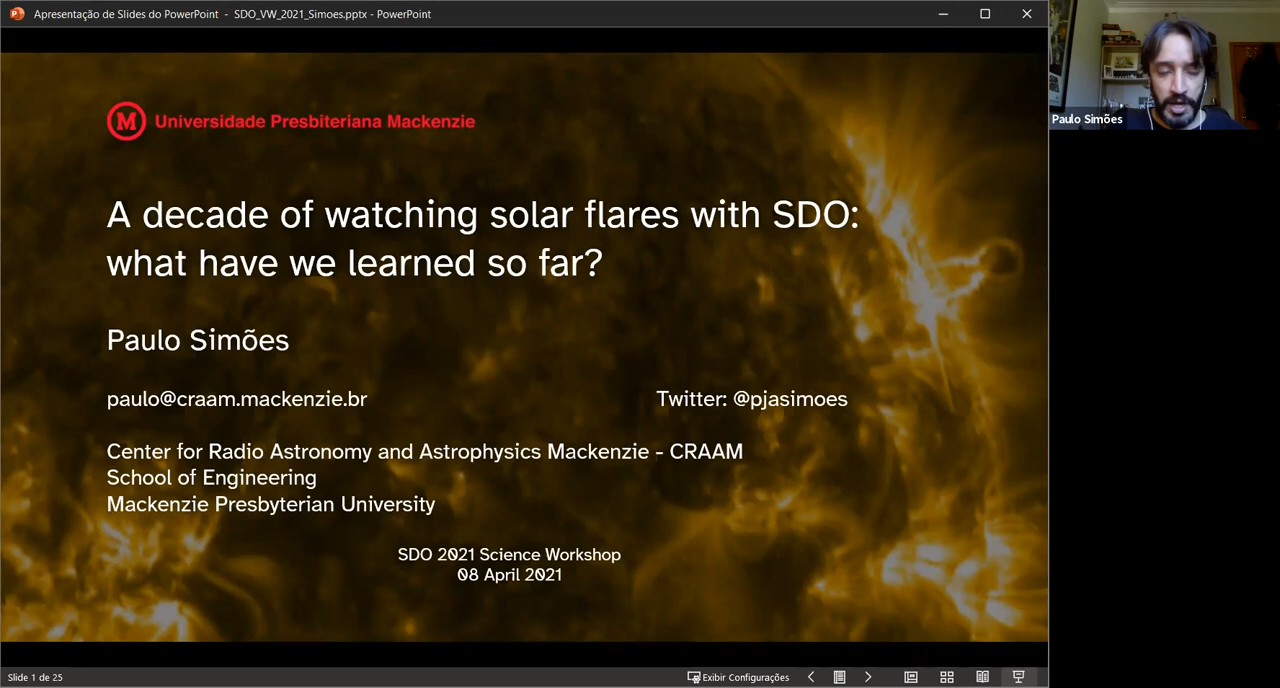 Apresentação de Slides do PowerPoint - SDO_VW_2021_Simoes.pptx - PowerPoint
Paulo Simões
M Universidade Presbiteriana Mackenzie
A decade of watching solar flares with SDO:
what have we learned so far?
Paulo Simões
paulo@craam.mackenzie.br
Twitter: @pjasimoes
Center for Radio Astronomy and Astrophysics Mackenzie - CRAAM
School of Engineering
Mackenzie Presbyterian University
SDO 2021 Science Workshop
08 April 2021
Slide 1 de 25
Exibir Configurações